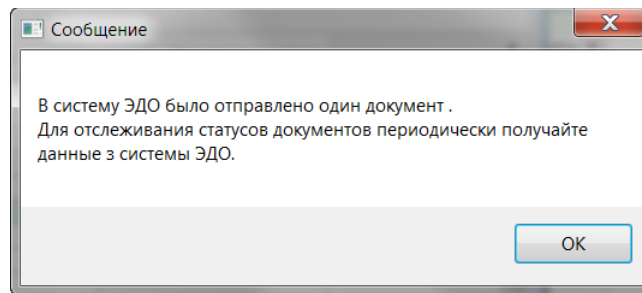 Сообщение
В систему ЭДО было отправлено один документ .
Для отслеживания статусов документов периодически получайте
данные з системы ЭДО.
OK